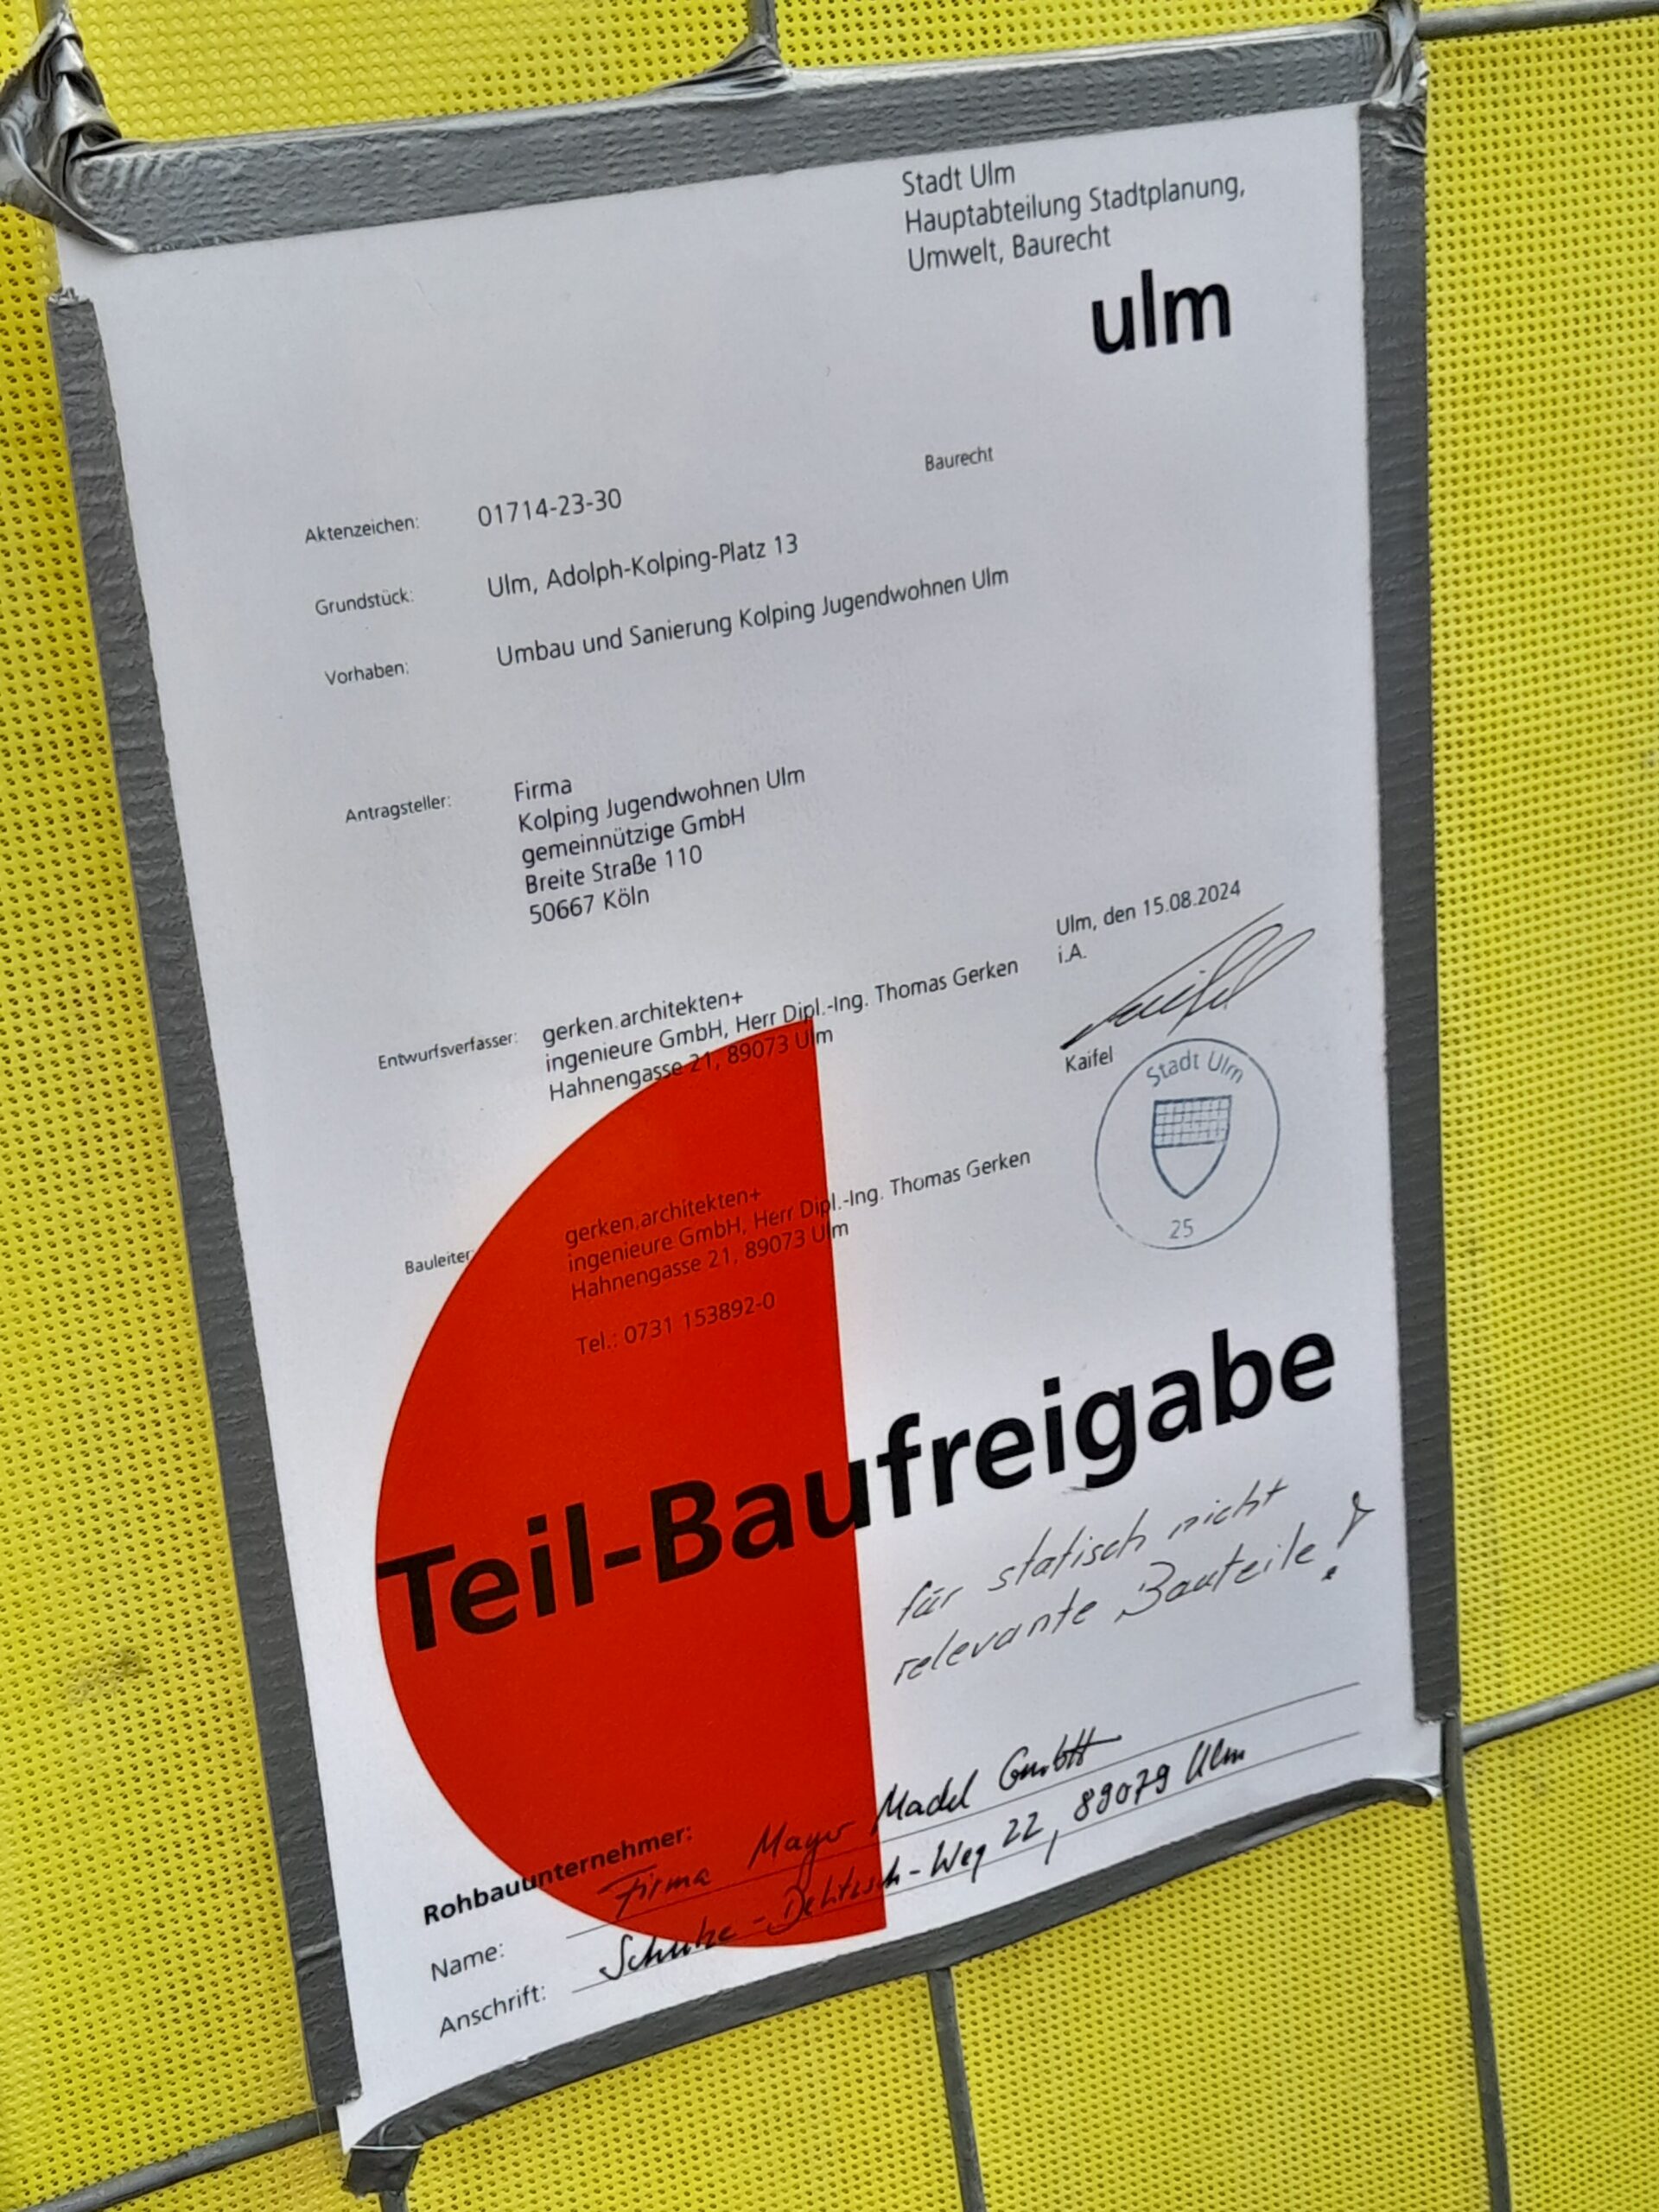 Stadt Ulm
Hauptabteilung Stadtplanung,
Umwelt, Baurecht
ulm
Baurecht
Aktenzeichen: 01714-23-30
Grundstück: Ulm, Adolph-Kolping-Platz 13
Vorhaben: Umbau und Sanierung Kolping Jugendwohnen Ulm
Antragsteller: Firma
Kolping Jugendwohnen Ulm
gemeinnützige GmbH
Breite Straße 110
50667 Köln
Ulm, den 15.08.2024
i.A.
Kaifel
Stadt Ulm
25
Entwurfsverfasser: gerken.architekten+
ingenieure GmbH, Herr Dipl.-Ing. Thomas Gerken
Hahnengasse 21, 89073 Ulm
Bauleiter: gerken.architekten+
ingenieure GmbH, Herr Dipl.-Ing. Thomas Gerken
Hahnengasse 21, 89073 Ulm
Tel.: 0731 153892-0
Teil-Baufreigabe
für statisch nicht
relevante Bauteile!
Rohbauunternehmer:
Name: Firma Mayer Madel GmbH
Anschrift: Schulze-Delitzsch-Weg 22, 89079 Ulm